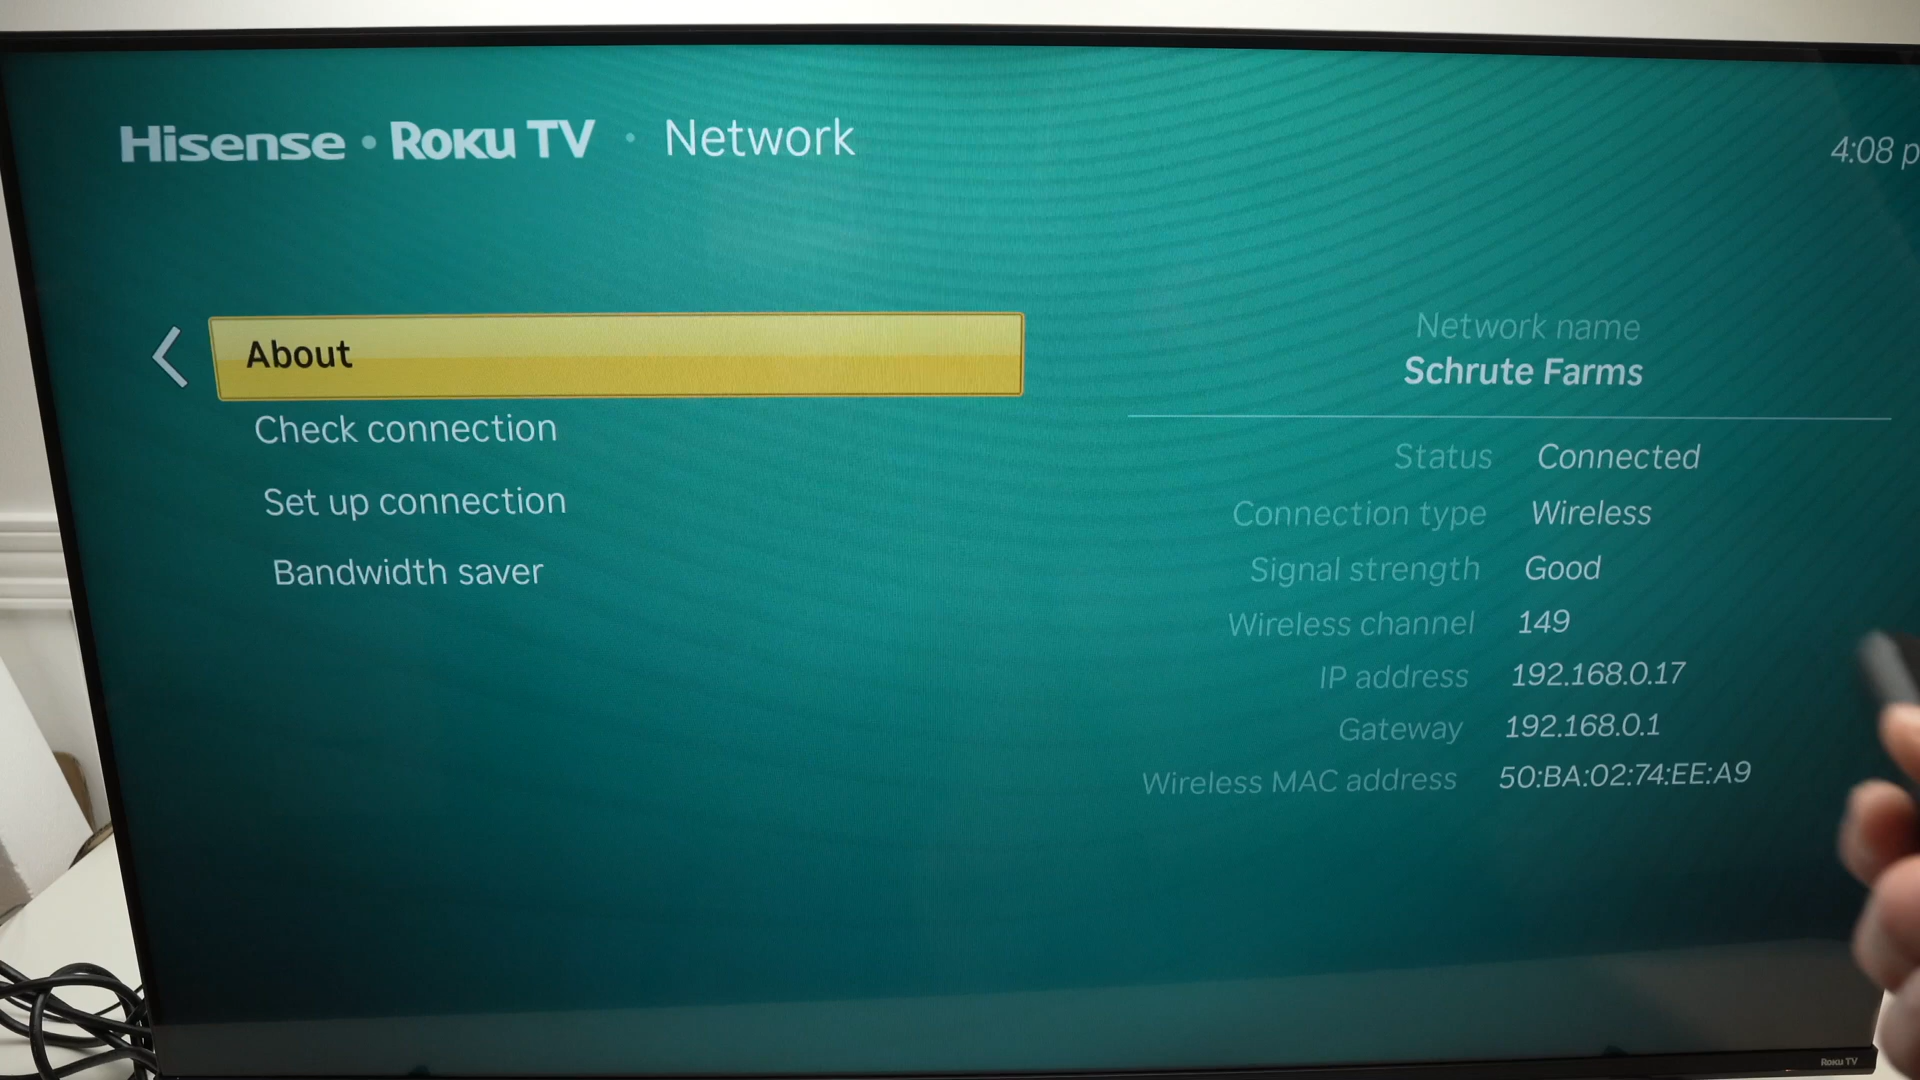 Hisense • Roku TV • Network
4:08 p
About
Check connection
Set up connection
Bandwidth saver
Network name
Schrute Farms
Status Connected
Connection type Wireless
Signal strength Good
Wireless channel 149
IP address 192.168.0.17
Gateway 192.168.0.1
Wireless MAC address 50:BA:02:74:EE:A9
Roku TV